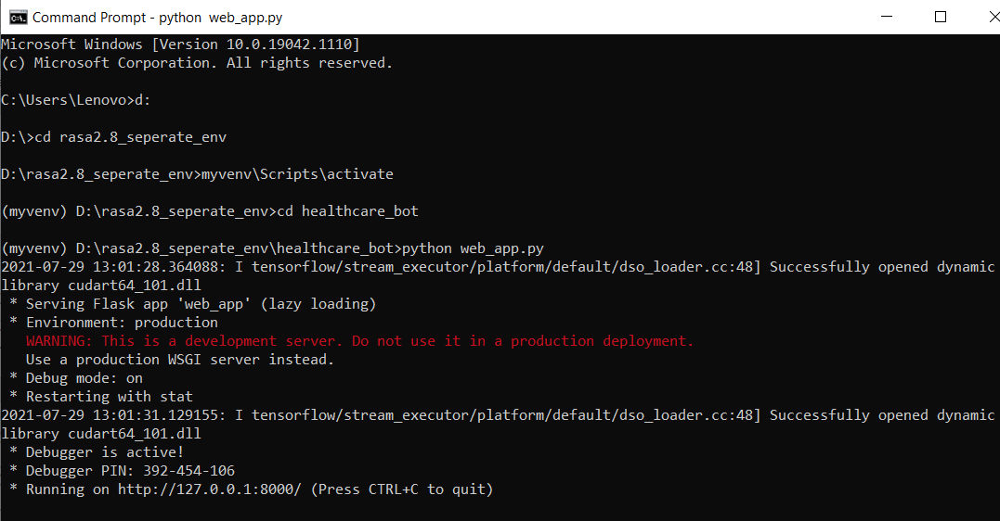 Command Prompt - python  web_app.py
Microsoft Windows [Version 10.0.19042.1110]
(c) Microsoft Corporation. All rights reserved.
C:\Users\Lenovo>d:
D:\>cd rasa2.8_seperate_env
D:\rasa2.8_seperate_env>myvenv\Scripts\activate
(myvenv) D:\rasa2.8_seperate_env>cd healthcare_bot
(myvenv) D:\rasa2.8_seperate_env\healthcare_bot>python web_app.py
2021-07-29 13:01:28.364088: I tensorflow/stream_executor/platform/default/dso_loader.cc:48] Successfully opened dynamic
library cudart64_101.dll
 * Serving Flask app 'web_app' (lazy loading)
 * Environment: production
   WARNING: This is a development server. Do not use it in a production deployment.
   Use a production WSGI server instead.
 * Debug mode: on
 * Restarting with stat
2021-07-29 13:01:31.129155: I tensorflow/stream_executor/platform/default/dso_loader.cc:48] Successfully opened dynamic
library cudart64_101.dll
 * Debugger is active!
 * Debugger PIN: 392-454-106
 * Running on http://127.0.0.1:8000/ (Press CTRL+C to quit)